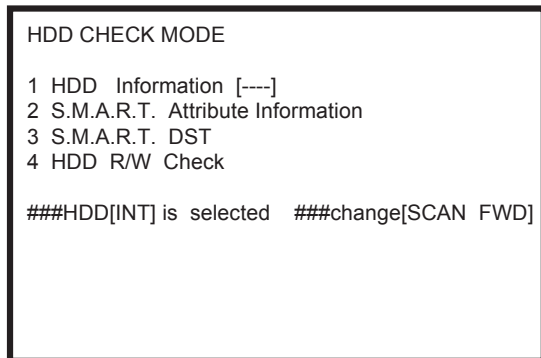 HDD CHECK MODE
1 HDD Information [----]
2 S.M.A.R.T. Attribute Information
3 S.M.A.R.T. DST
4 HDD R/W Check
###HDD[INT] is selected ###change[SCAN FWD]